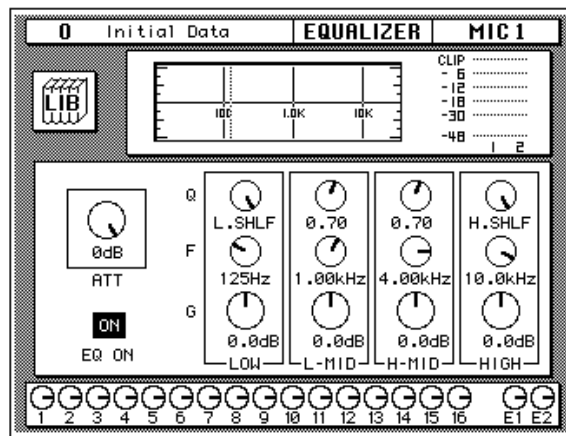 0 Initial Data EQUALIZER MIC 1
LIB
CLIP
- 6
-12
-18
-30
-48
1 2
100 1.0K 10K
Q
L.SHLF 0.70 0.70 H.SHLF
0dB
ATT
F
125Hz 1.00kHz 4.00kHz 10.0kHz
ON
EQ ON
G
0.0dB 0.0dB 0.0dB 0.0dB
LOW L-MID H-MID HIGH
1 2 3 4 5 6 7 8 9 10 11 12 13 14 15 16 E1 E2